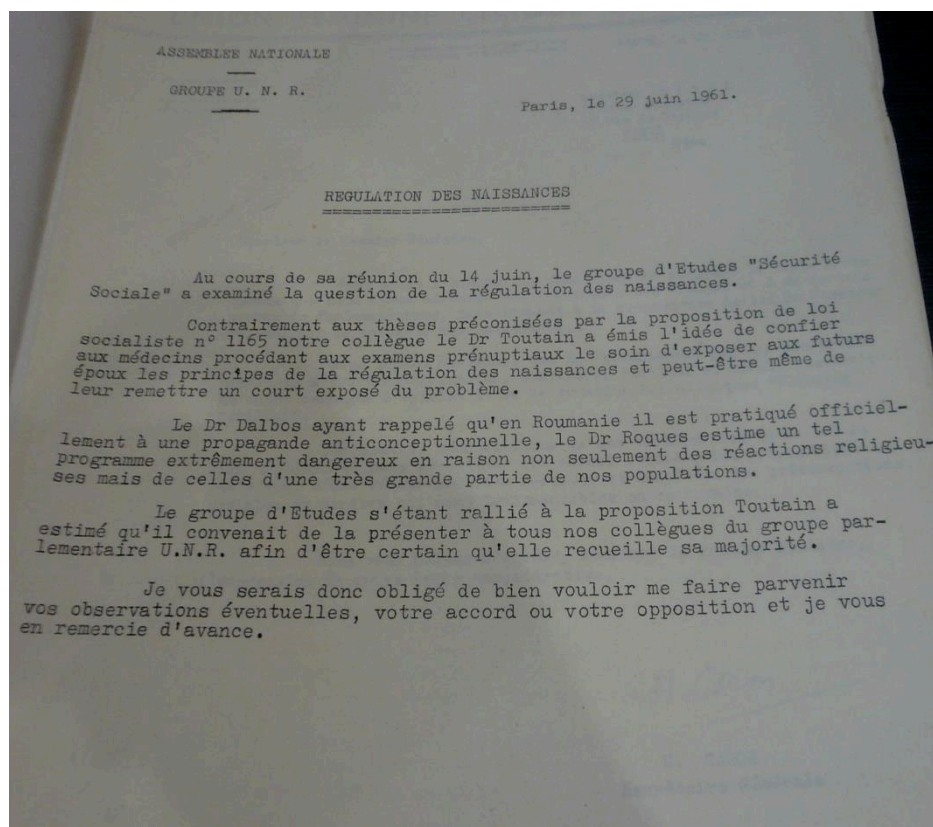 ASSEMBLEE NATIONALE
GROUPE U. N. R.
Paris, le 29 juin 1961.
REGULATION DES NAISSANCES
Au cours de sa réunion du 14 juin, le groupe d'Etudes "Sécurité
Sociale" a examiné la question de la régulation des naissances.
Contrairement aux thèses préconisées par la proposition de loi
socialiste n° 1165 notre collègue le Dr Toutain a émis l'idée de confier
aux médecins procédant aux examens prénuptiaux le soin d'exposer aux futurs
époux les principes de la régulation des naissances et peut-être même de
leur remettre un court exposé du problème.
Le Dr Dalbos ayant rappelé qu'en Roumanie il est pratiqué officiel-
lement à une propagande anticonceptionnelle, le Dr Roques estime un tel
programme extrêmement dangereux en raison non seulement des réactions religieu-
ses mais de celles d'une très grande partie de nos populations.
Le groupe d'Etudes s'étant rallié à la proposition Toutain a
estimé qu'il convenait de la présenter à tous nos collègues du groupe par-
lementaire U.N.R. afin d'être certain qu'elle recueille sa majorité.
Je vous serais donc obligé de bien vouloir me faire parvenir
vos observations éventuelles, votre accord ou votre opposition et je vous
en remercie d'avance.